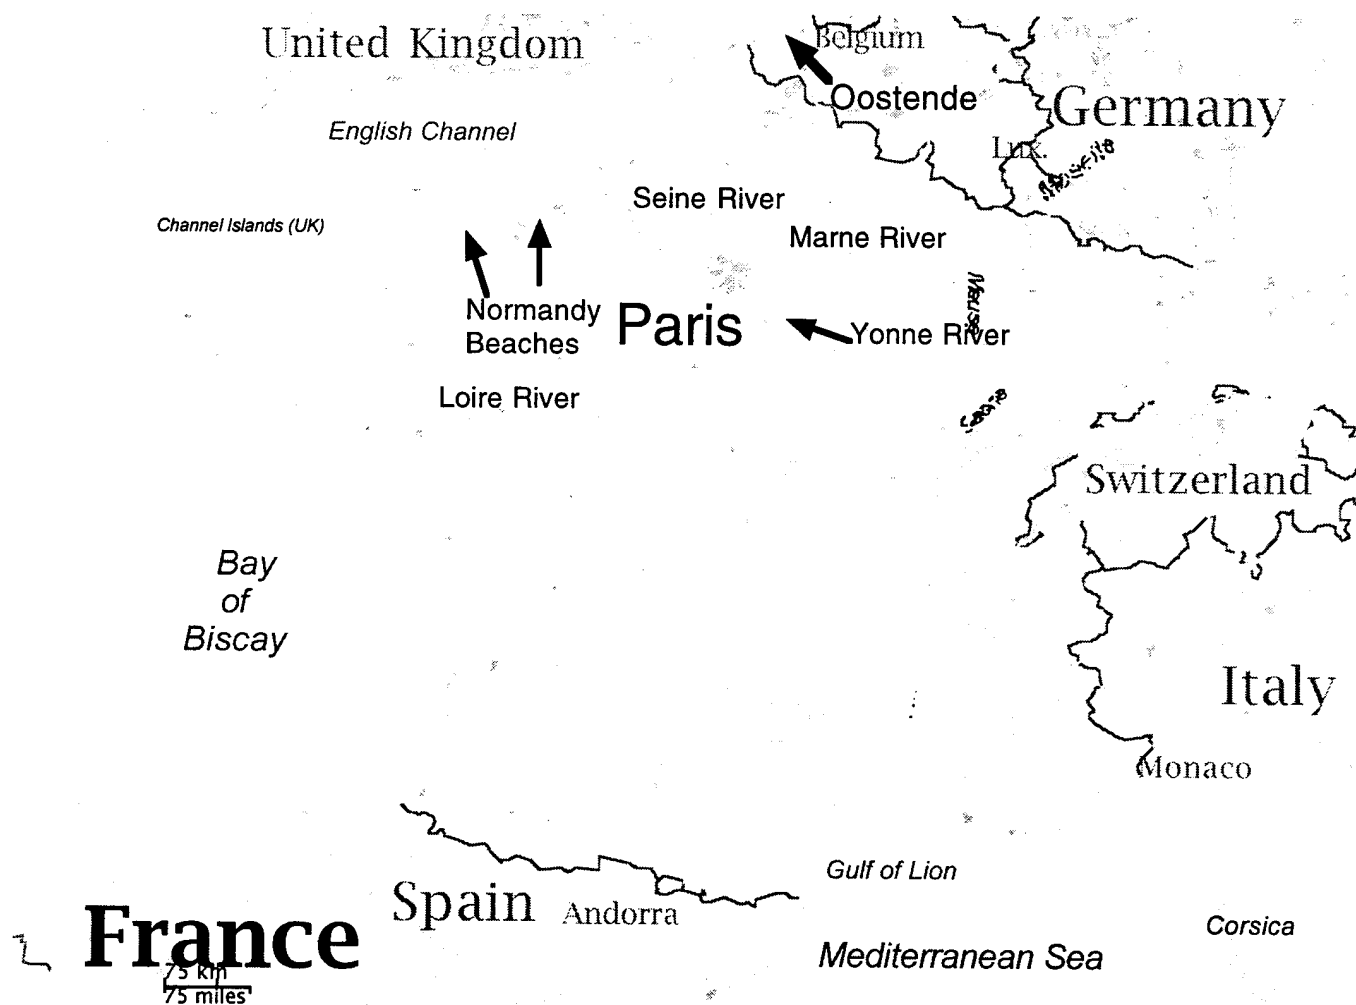 United Kingdom
Belgium
Oostende
Germany
English Channel
Lux.
Moselle
Seine River
Channel Islands (UK)
Marne River
Meuse
Normandy
Beaches
Paris
Yonne River
Loire River
Switzerland
Bay
of
Biscay
Italy
Monaco
Gulf of Lion
Spain
Andorra
Corsica
France
Mediterranean Sea
75 km
75 miles